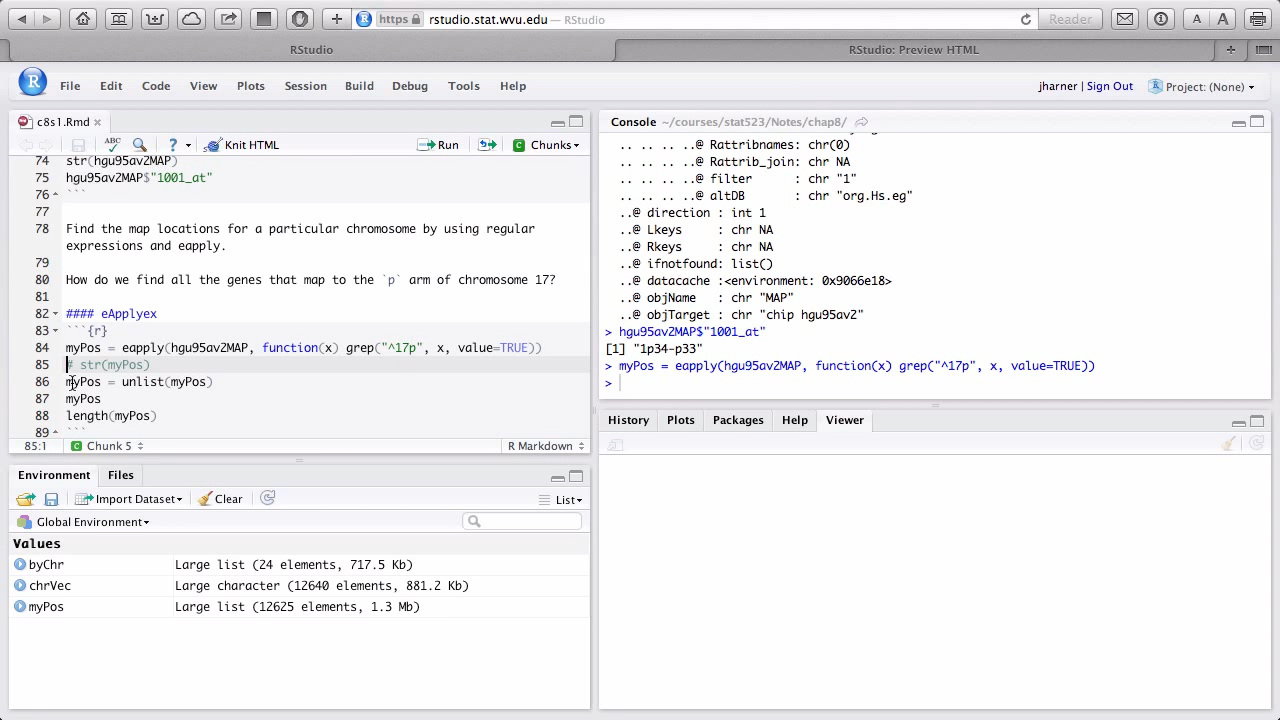 https rstudio.stat.wvu.edu — RStudio
Reader
A A
RStudio
RStudio: Preview HTML
R File Edit Code View Plots Session Build Debug Tools Help
jharner | Sign Out Project: (None)
c8s1.Rmd
ABC Knit HTML Run Chunks
74 str(hgu95av2MAP)
75 hgu95av2MAP$"1001_at"
76 ```
77
78 Find the map locations for a particular chromosome by using regular
expressions and eapply.
79
80 How do we find all the genes that map to the `p` arm of chromosome 17?
81
82 #### eApplyex
83 ```{r}
84 myPos = eapply(hgu95av2MAP, function(x) grep("^17p", x, value=TRUE))
85 # str(myPos)
86 myPos = unlist(myPos)
87 myPos
88 length(myPos)
89 ```
85:1 Chunk 5 R Markdown
Environment Files
Import Dataset Clear List
Global Environment
Values
byChr Large list (24 elements, 717.5 Kb)
chrVec Large character (12640 elements, 881.2 Kb)
myPos Large list (12625 elements, 1.3 Mb)
Console ~/courses/stat523/Notes/chap8/
.. .. .. ..@ Rattribnames: chr(0)
.. .. .. ..@ Rattrib_join: chr NA
.. .. .. ..@ filter : chr "1"
.. .. .. ..@ altDB : chr "org.Hs.eg"
..@ direction : int 1
..@ Lkeys : chr NA
..@ Rkeys : chr NA
..@ ifnotfound: list()
..@ datacache :<environment: 0x9066e18>
..@ objName : chr "MAP"
..@ objTarget : chr "chip hgu95av2"
> hgu95av2MAP$"1001_at"
[1] "1p34-p33"
> myPos = eapply(hgu95av2MAP, function(x) grep("^17p", x, value=TRUE))
>
History Plots Packages Help Viewer